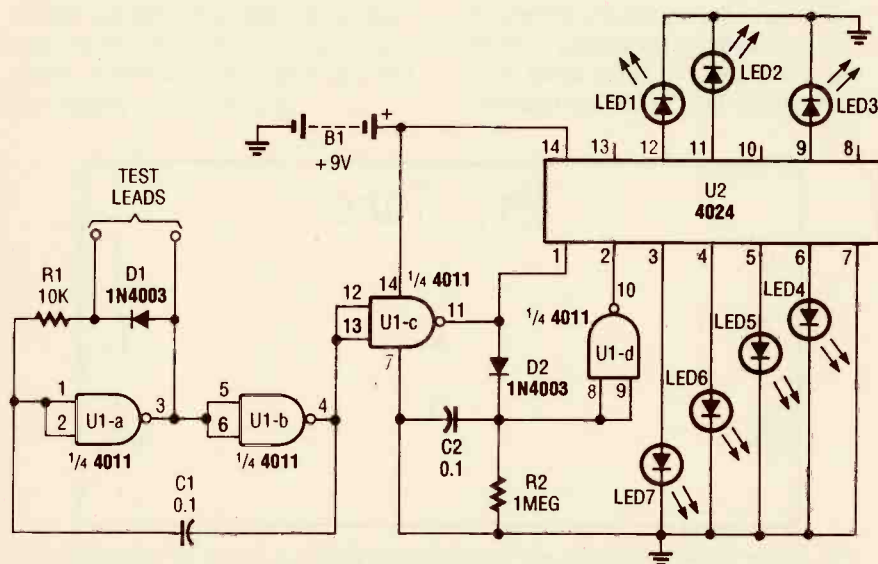 LED1
LED2
LED3
B1
+9V
+
14
13
12
11
10
9
8
U2
4024
1
2
3
4
5
6
7
TEST
LEADS
R1
10K
D1
1N4003
1
2
U1-a
3
1/4 4011
5
6
U1-b
4
1/4 4011
C1
0.1
12
13
14
1/4 4011
U1-c
11
7
D2
1N4003
C2
0.1
R2
1MEG
10
1/4 4011
U1-d
8
9
LED4
LED5
LED6
LED7